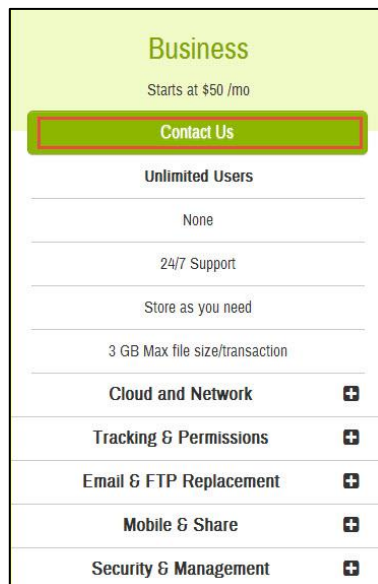 Business
Starts at $50 /mo
Contact Us
Unlimited Users
None
24/7 Support
Store as you need
3 GB Max file size/transaction
Cloud and Network
Tracking & Permissions
Email & FTP Replacement
Mobile & Share
Security & Management